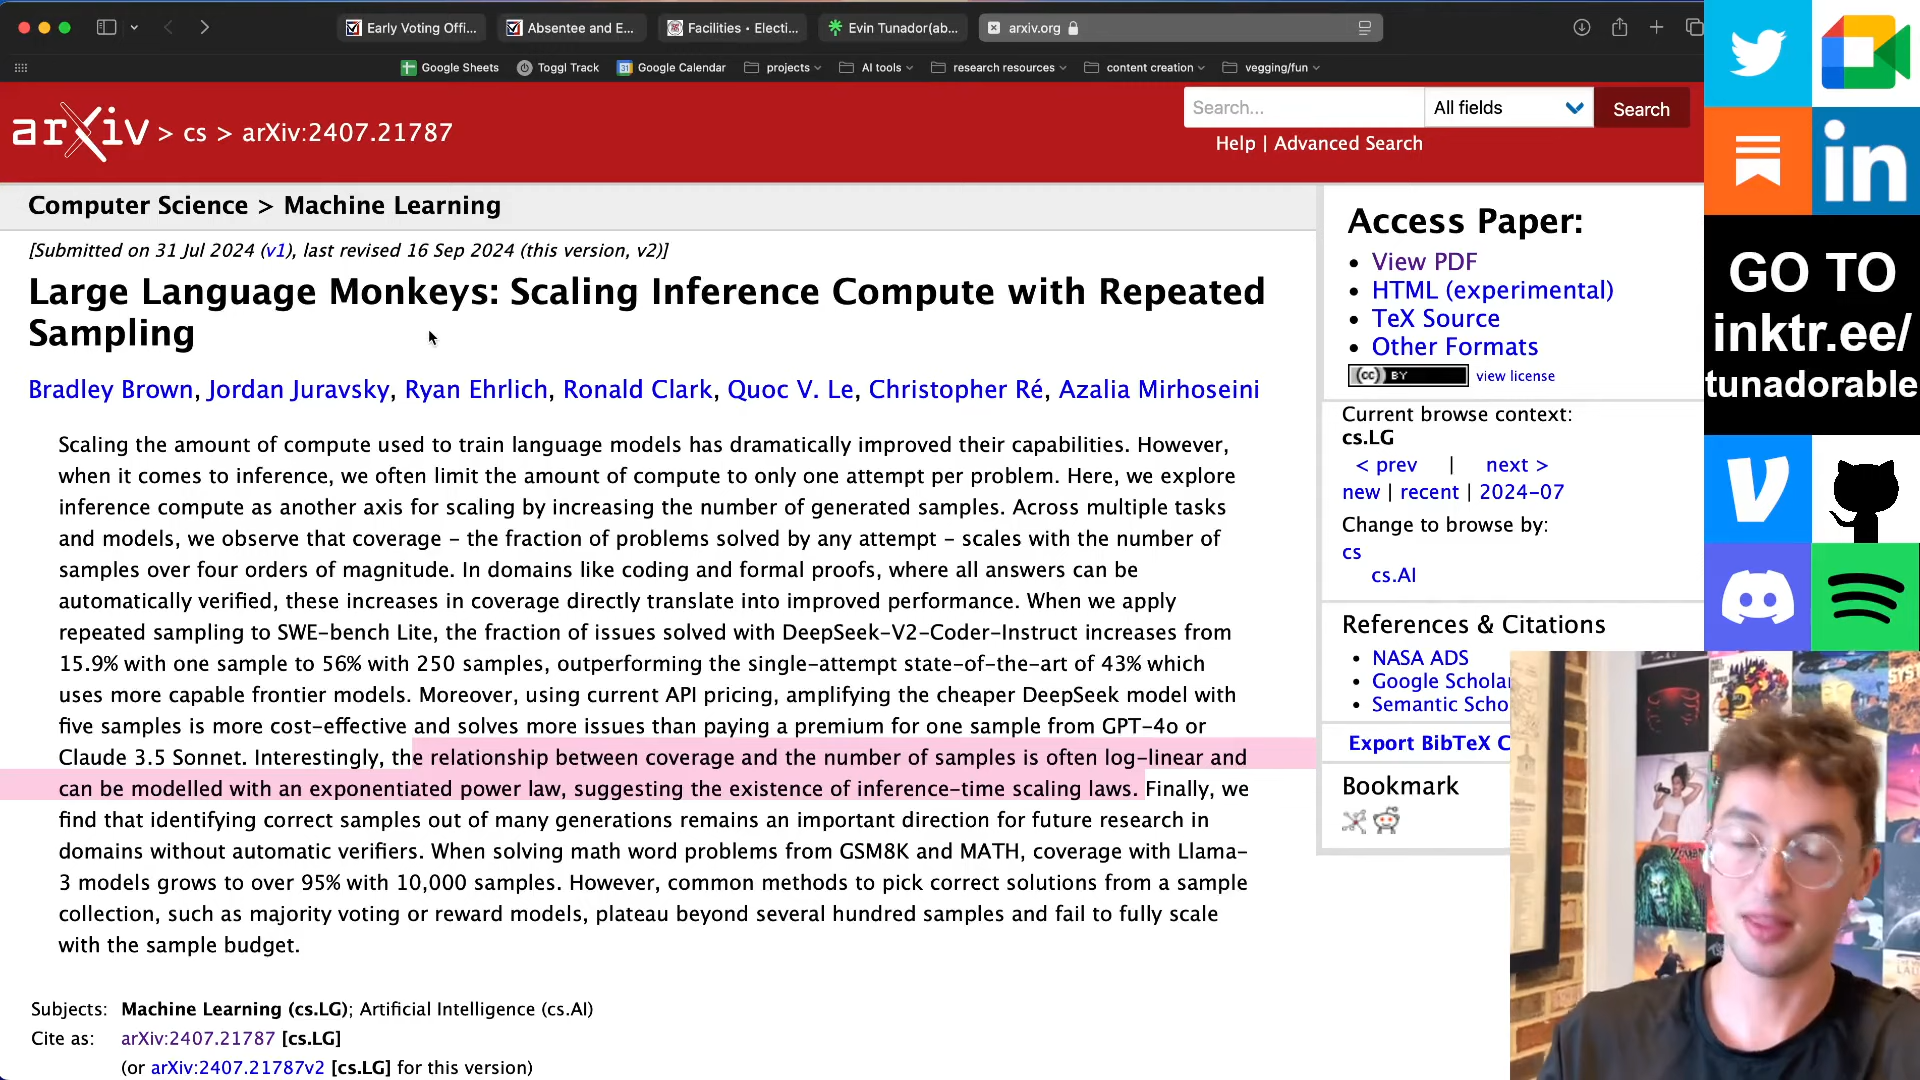 Early Voting Offi...
Absentee and E...
Facilities • Electi...
Evin Tunador(ab...
arxiv.org
Google Sheets
Toggl Track
Google Calendar
projects
AI tools
research resources
content creation
vegging/fun
arXiv > cs > arXiv:2407.21787
Search...
All fields
Search
Help | Advanced Search
Computer Science > Machine Learning
[Submitted on 31 Jul 2024 (v1), last revised 16 Sep 2024 (this version, v2)]
Large Language Monkeys: Scaling Inference Compute with Repeated
Sampling
Bradley Brown, Jordan Juravsky, Ryan Ehrlich, Ronald Clark, Quoc V. Le, Christopher Ré, Azalia Mirhoseini
Scaling the amount of compute used to train language models has dramatically improved their capabilities. However,
when it comes to inference, we often limit the amount of compute to only one attempt per problem. Here, we explore
inference compute as another axis for scaling by increasing the number of generated samples. Across multiple tasks
and models, we observe that coverage – the fraction of problems solved by any attempt – scales with the number of
samples over four orders of magnitude. In domains like coding and formal proofs, where all answers can be
automatically verified, these increases in coverage directly translate into improved performance. When we apply
repeated sampling to SWE-bench Lite, the fraction of issues solved with DeepSeek-V2-Coder-Instruct increases from
15.9% with one sample to 56% with 250 samples, outperforming the single-attempt state-of-the-art of 43% which
uses more capable frontier models. Moreover, using current API pricing, amplifying the cheaper DeepSeek model with
five samples is more cost-effective and solves more issues than paying a premium for one sample from GPT-4o or
Claude 3.5 Sonnet. Interestingly, the relationship between coverage and the number of samples is often log-linear and
can be modelled with an exponentiated power law, suggesting the existence of inference-time scaling laws. Finally, we
find that identifying correct samples out of many generations remains an important direction for future research in
domains without automatic verifiers. When solving math word problems from GSM8K and MATH, coverage with Llama-
3 models grows to over 95% with 10,000 samples. However, common methods to pick correct solutions from a sample
collection, such as majority voting or reward models, plateau beyond several hundred samples and fail to fully scale
with the sample budget.
Subjects: Machine Learning (cs.LG); Artificial Intelligence (cs.AI)
Cite as: arXiv:2407.21787 [cs.LG]
(or arXiv:2407.21787v2 [cs.LG] for this version)
Access Paper:
View PDF
HTML (experimental)
TeX Source
Other Formats
(cc) BY view license
Current browse context:
cs.LG
< prev | next >
new | recent | 2024-07
Change to browse by:
cs
cs.AI
References & Citations
NASA ADS
Google Schola
Semantic Scho
Export BibTeX C
Bookmark
in
GO TO
inktr.ee/
tunadorable